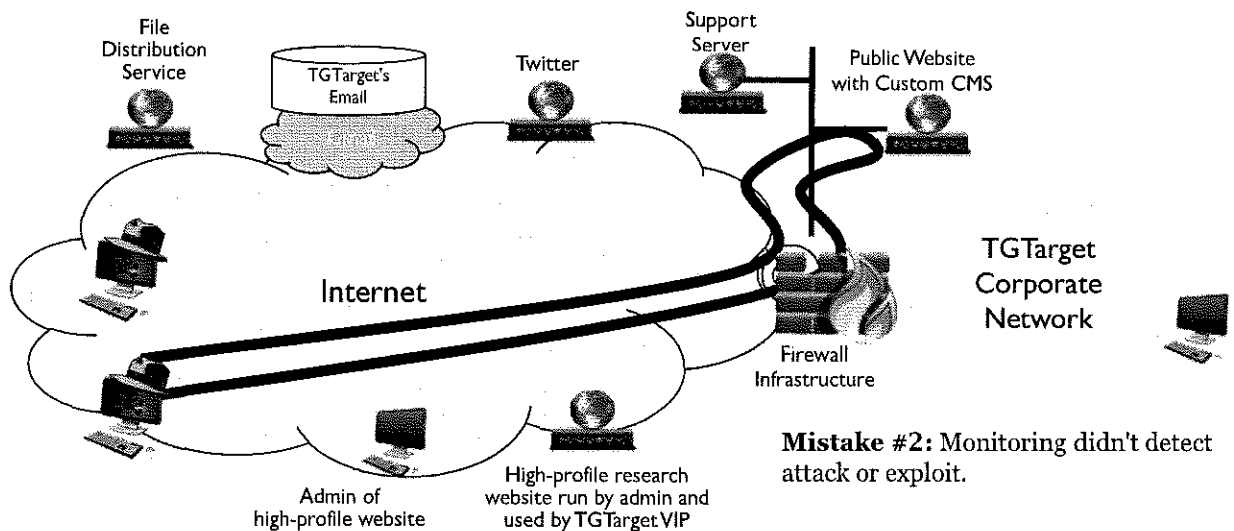 File
Distribution
Service
TGTarget's
Email
Twitter
Support
Server
Public Website
with Custom CMS
Internet
TGTarget
Corporate
Network
Firewall
Infrastructure
Mistake #2: Monitoring didn't detect
attack or exploit.
Admin of
high-profile website
High-profile research
website run by admin and
used by TGTarget VIP